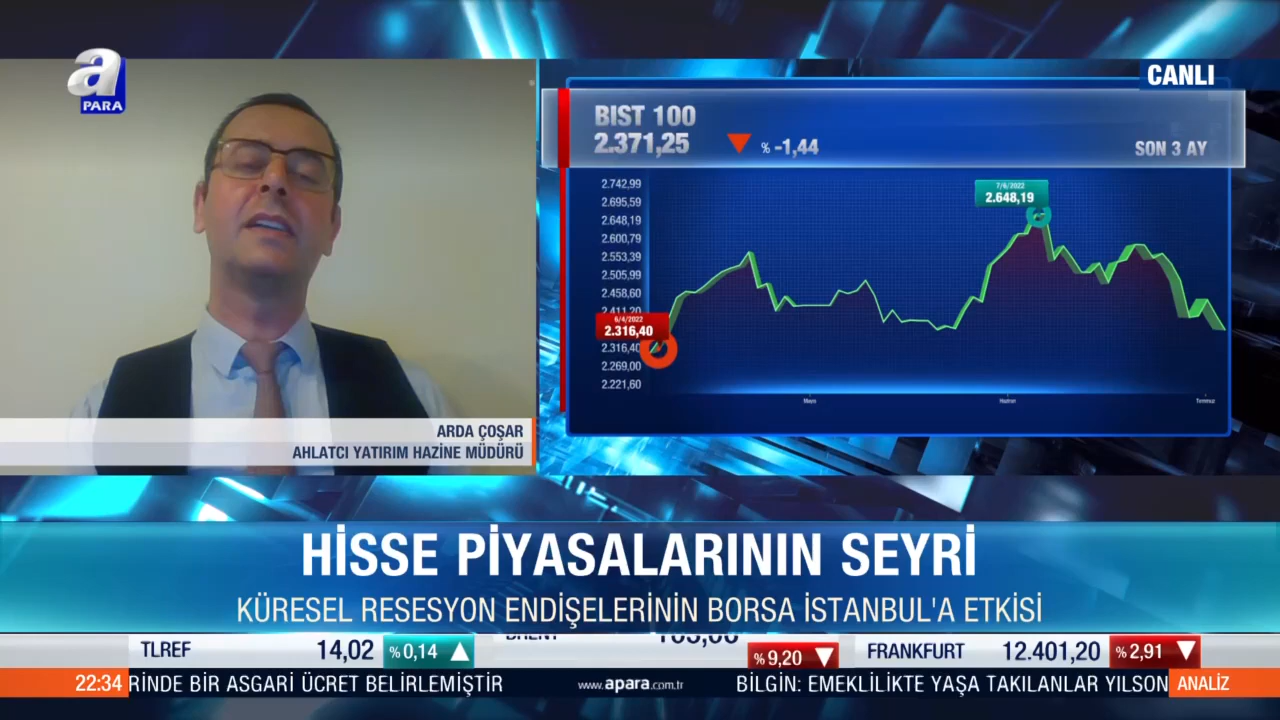 a
PARA
CANLI
BIST 100
2.371,25
% -1,44
SON 3 AY
2.742,99
2.695,59
2.648,19
2.600,79
2.553,39
2.505,99
2.458,60
2.411,20
2.316,40
2.269,00
2.221,60
6/4/2022
2.316,40
7/6/2022
2.648,19
Mayıs
Haziran
Temmuz
ARDA ÇOŞAR
AHLATCI YATIRIM HAZİNE MÜDÜRÜ
HİSSE PİYASALARININ SEYRİ
KÜRESEL RESESYON ENDİŞELERİNİN BORSA İSTANBUL'A ETKİSİ
TLREF 14,02 % 0,14
BRENT % 9,20
FRANKFURT 12.401,20 % 2,91
22:34 RİNDE BİR ASGARİ ÜCRET BELİRLEMİŞTİR
www.apara.com.tr
BİLGİN: EMEKLİLİKTE YAŞA TAKILANLAR YILSON
ANALİZ